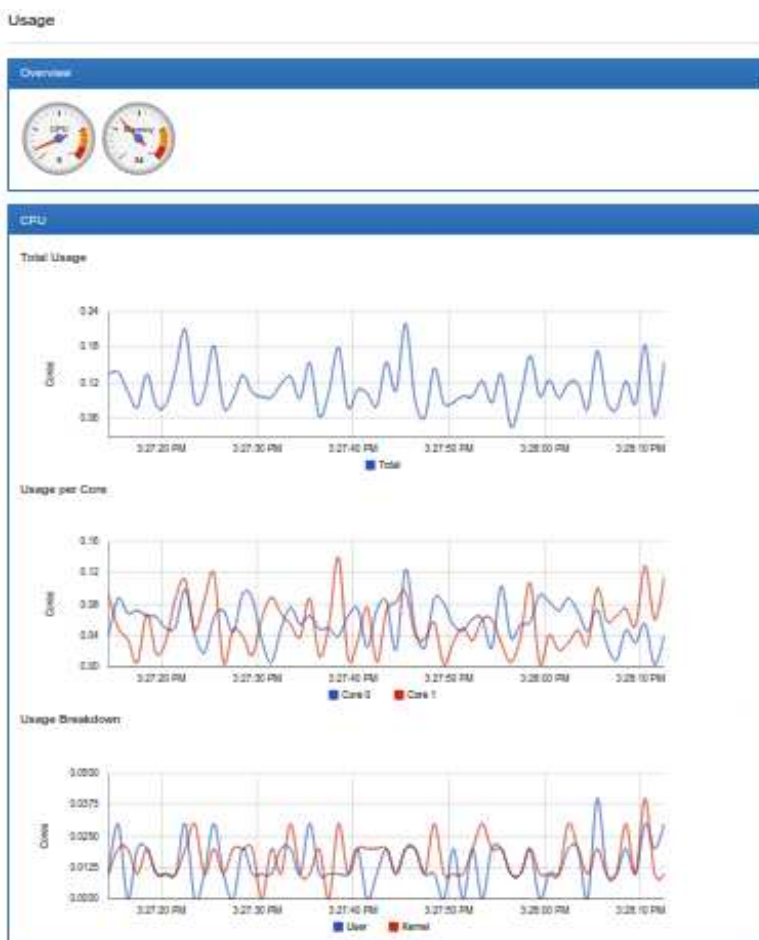 Usage
Overview
CPU Memory
CPU
Total Usage
0.24
0.18
0.12
0.06
Cores
3:27:20 PM 3:27:30 PM 3:27:40 PM 3:27:50 PM 3:28:00 PM 3:28:10 PM
Total
Usage per Core
0.16
0.12
0.08
0.04
0.00
Cores
3:27:20 PM 3:27:30 PM 3:27:40 PM 3:27:50 PM 3:28:00 PM 3:28:10 PM
Core 0 Core 1
Usage Breakdown
0.0500
0.0375
0.0250
0.0125
0.0000
Cores
3:27:20 PM 3:27:30 PM 3:27:40 PM 3:27:50 PM 3:28:00 PM 3:28:10 PM
User Kernel